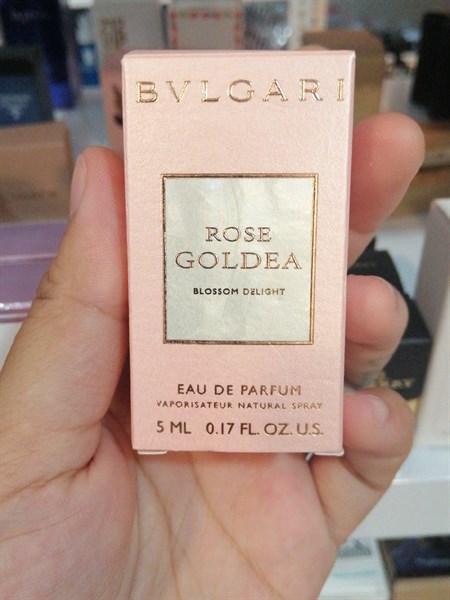 BVLGARI
ROSE
GOLDEA
BLOSSOM DELIGHT
EAU DE PARFUM
VAPORISATEUR NATURAL SPRAY
5 ML 0.17 FL. OZ. U.S.